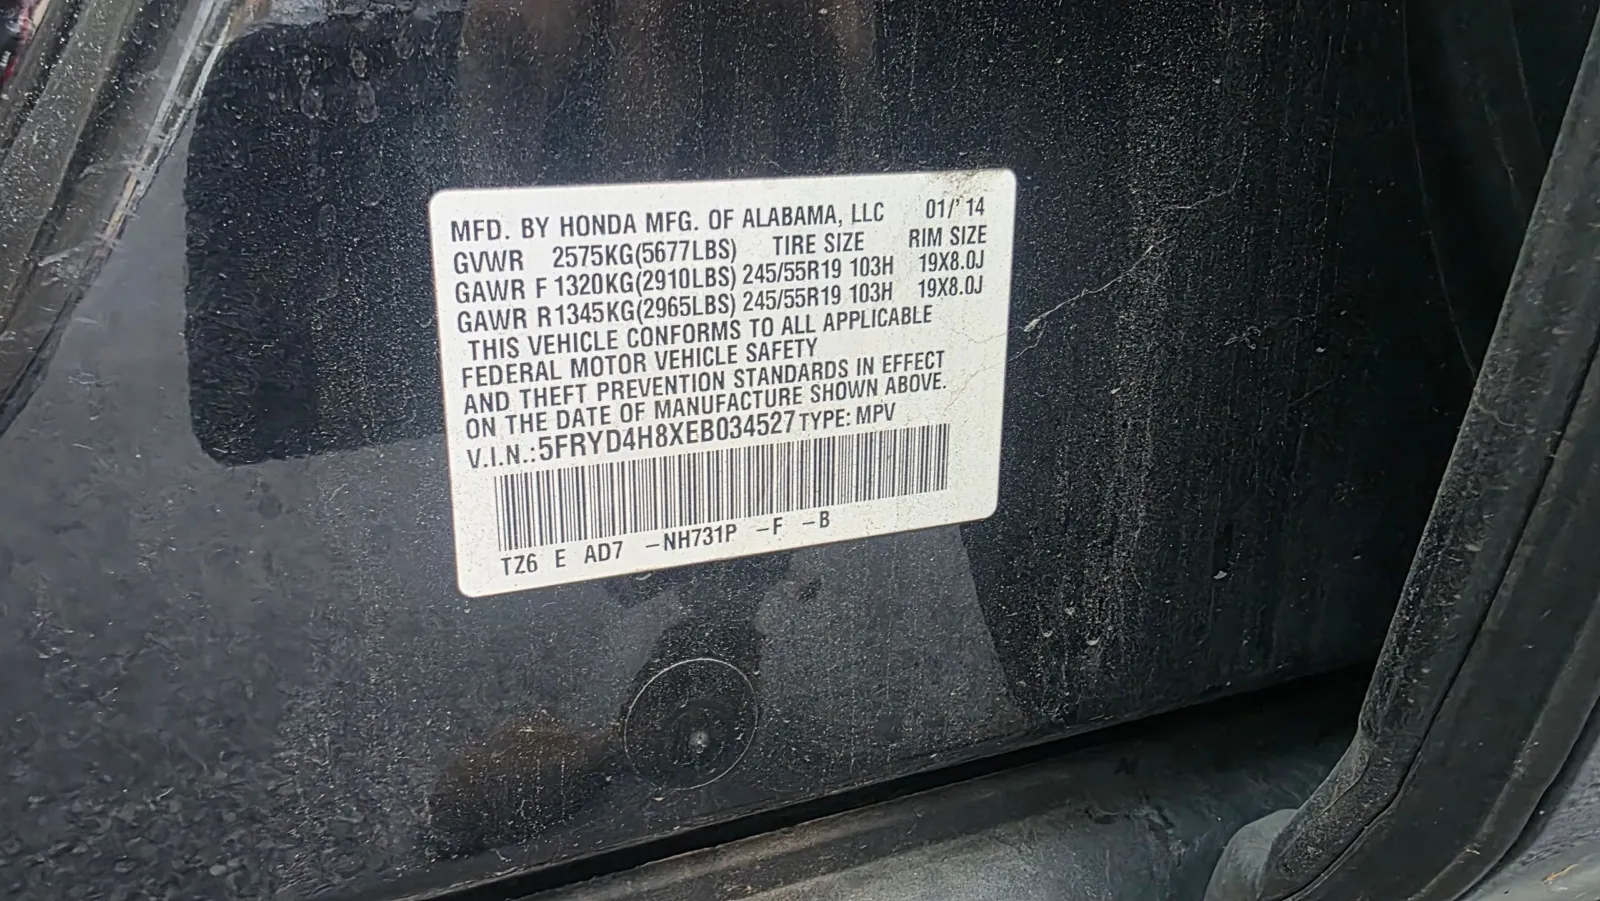 MFD. BY HONDA MFG. OF ALABAMA, LLC 01/'14
GVWR 2575KG(5677LBS) TIRE SIZE RIM SIZE
GAWR F 1320KG(2910LBS) 245/55R19 103H 19X8.0J
GAWR R 1345KG(2965LBS) 245/55R19 103H 19X8.0J
THIS VEHICLE CONFORMS TO ALL APPLICABLE
FEDERAL MOTOR VEHICLE SAFETY
AND THEFT PREVENTION STANDARDS IN EFFECT
ON THE DATE OF MANUFACTURE SHOWN ABOVE.
V.I.N.: 5FRYD4H8XEB034527 TYPE: MPV
TZ6 E AD7 -NH731P -F -B